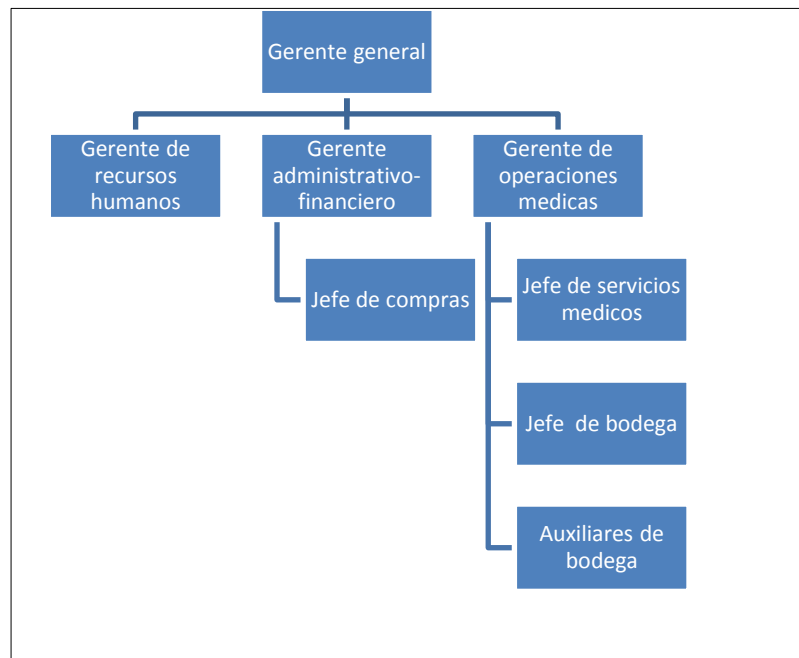 Gerente general
Gerente de
recursos
humanos
Gerente
administrativo-
financiero
Gerente de
operaciones
medicas
Jefe de compras
Jefe de servicios
medicos
Jefe  de bodega
Auxiliares de
bodega